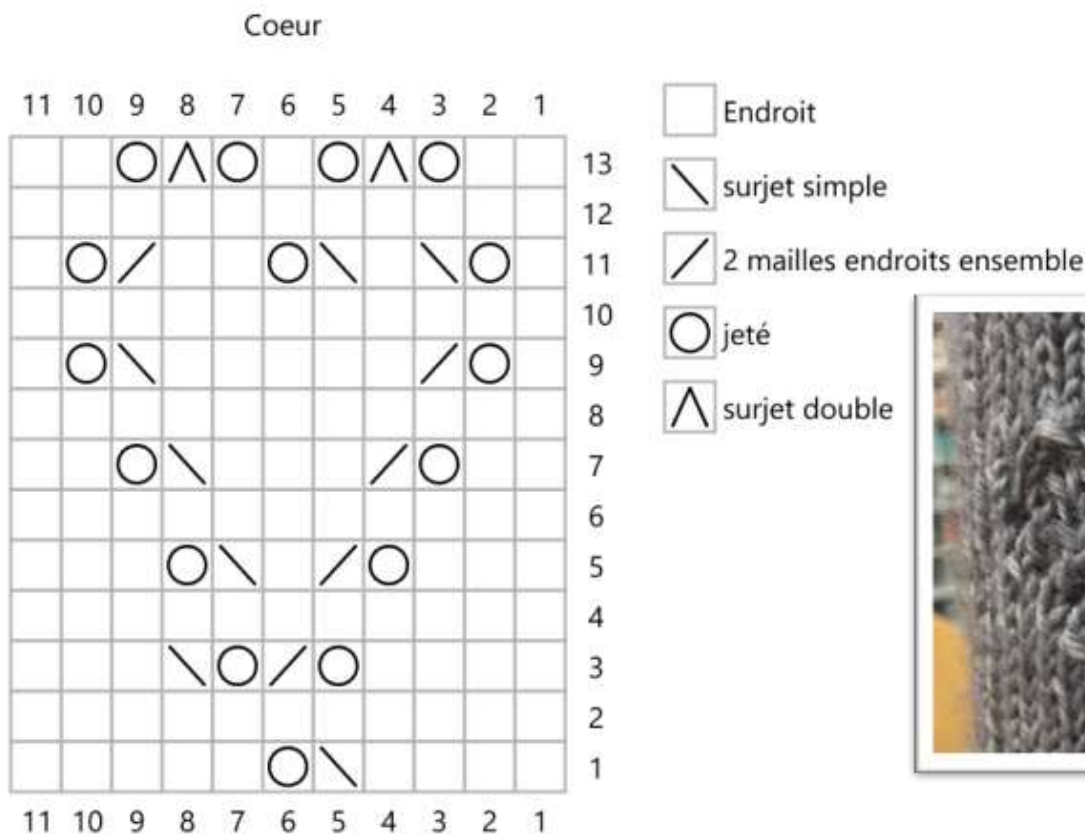 Coeur
11 10 9 8 7 6 5 4 3 2 1
13
12
11
10
9
8
7
6
5
4
3
2
1
11 10 9 8 7 6 5 4 3 2 1
Endroit
surjet simple
2 mailles endroits ensemble
jeté
surjet double